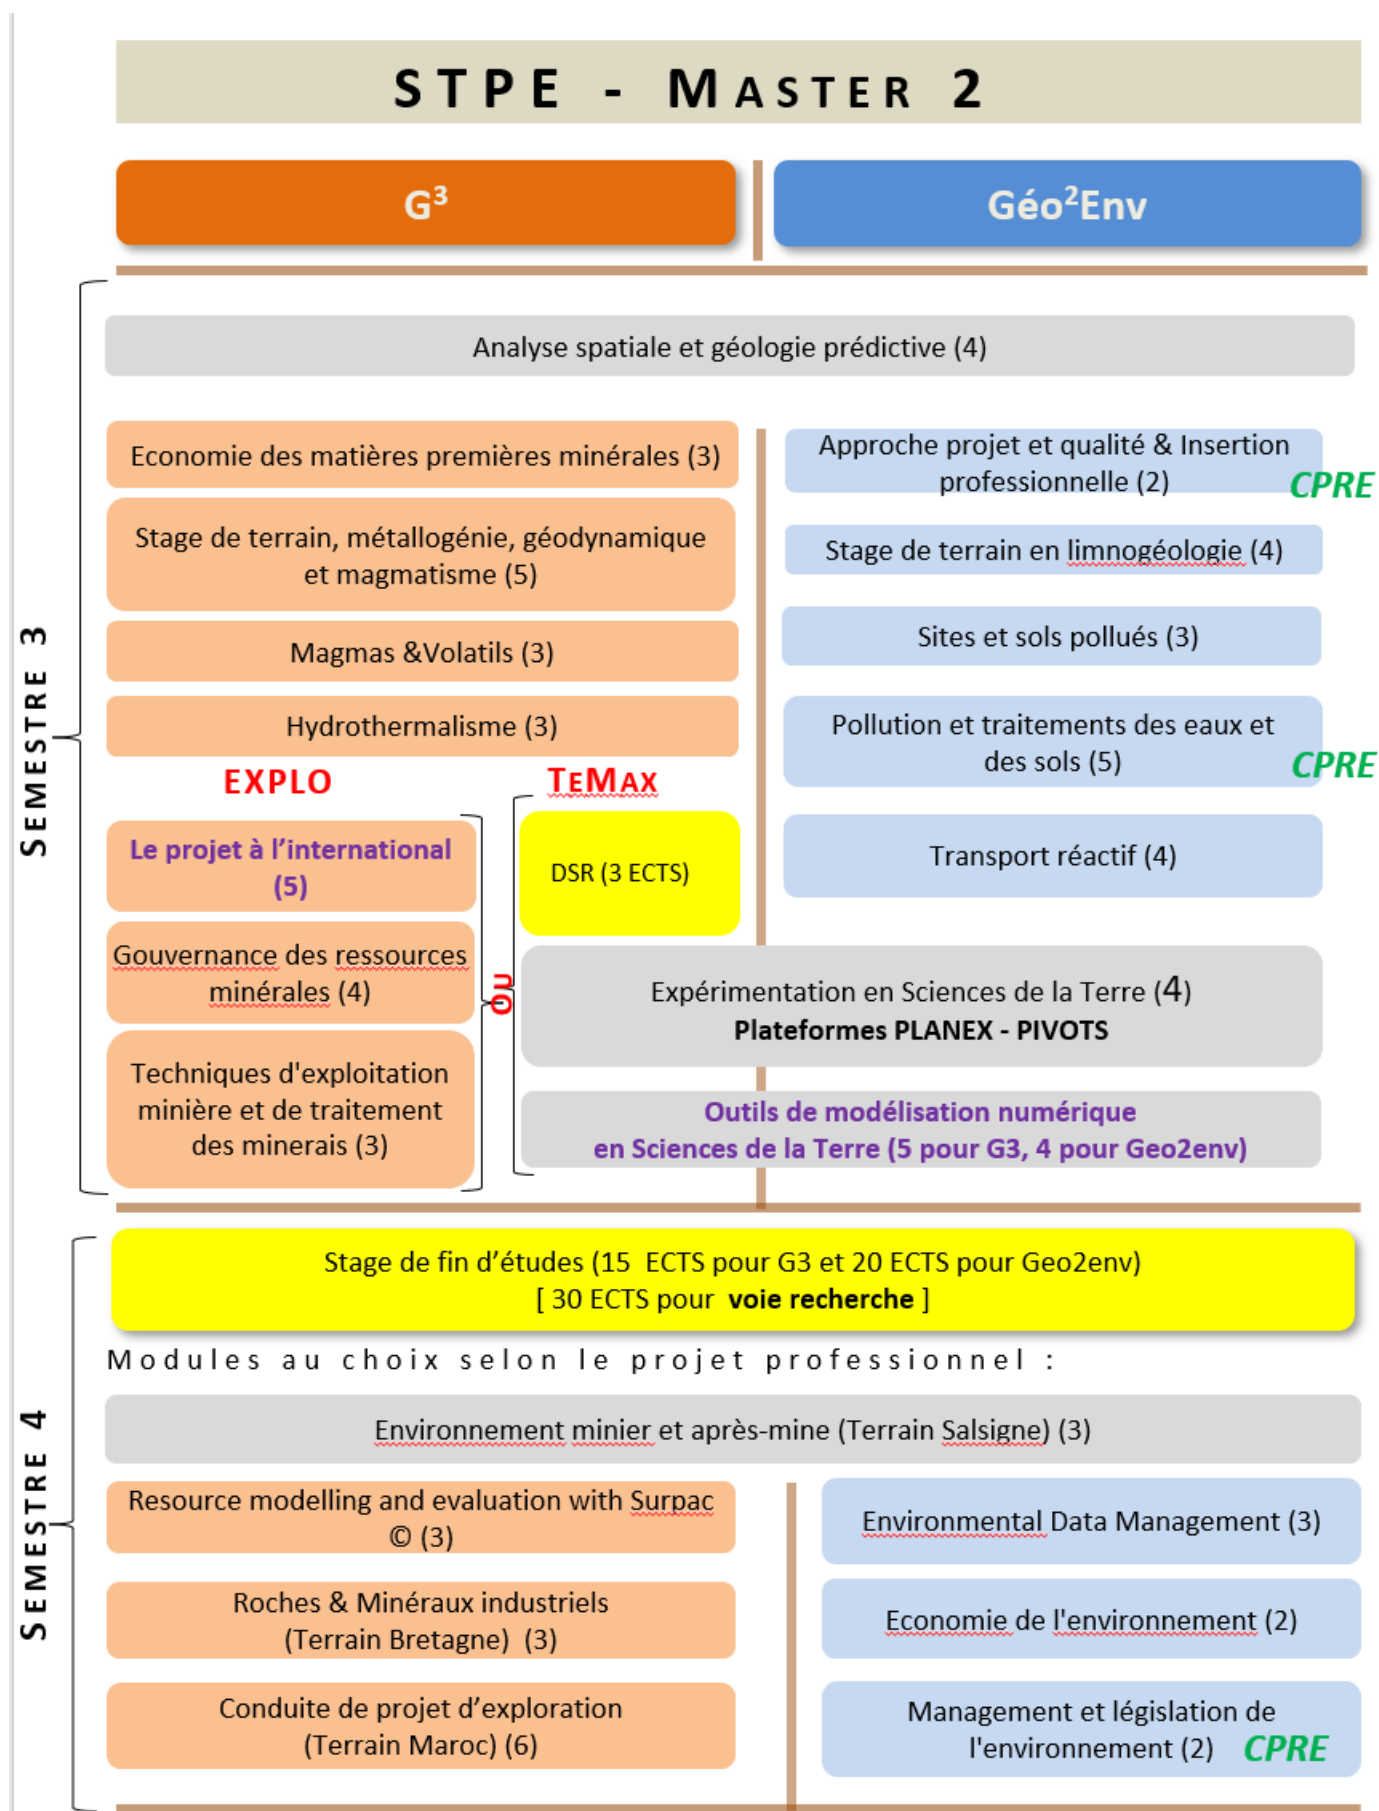 STPE - MASTER 2
G³
Géo²Env
SEMESTRE 3
Analyse spatiale et géologie prédictive (4)
Economie des matières premières minérales (3)
Stage de terrain, métallogénie, géodynamique
et magmatisme (5)
Magmas &Volatils (3)
Hydrothermalisme (3)
EXPLO
Le projet à l’international
(5)
Gouvernance des ressources
minérales (4)
Techniques d'exploitation
minière et de traitement
des minerais (3)
OU
TEMAX
DSR (3 ECTS)
Approche projet et qualité & Insertion
professionnelle (2)
CPRE
Stage de terrain en limnogéologie (4)
Sites et sols pollués (3)
Pollution et traitements des eaux et
des sols (5)
CPRE
Transport réactif (4)
Expérimentation en Sciences de la Terre (4)
Plateformes PLANEX - PIVOTS
Outils de modélisation numérique
en Sciences de la Terre (5 pour G3, 4 pour Geo2env)
SEMESTRE 4
Stage de fin d’études (15 ECTS pour G3 et 20 ECTS pour Geo2env)
[ 30 ECTS pour voie recherche ]
Modules au choix selon le projet professionnel :
Environnement minier et après-mine (Terrain Salsigne) (3)
Resource modelling and evaluation with Surpac
© (3)
Roches & Minéraux industriels
(Terrain Bretagne) (3)
Conduite de projet d’exploration
(Terrain Maroc) (6)
Environmental Data Management (3)
Economie de l'environnement (2)
Management et législation de
l'environnement (2)
CPRE